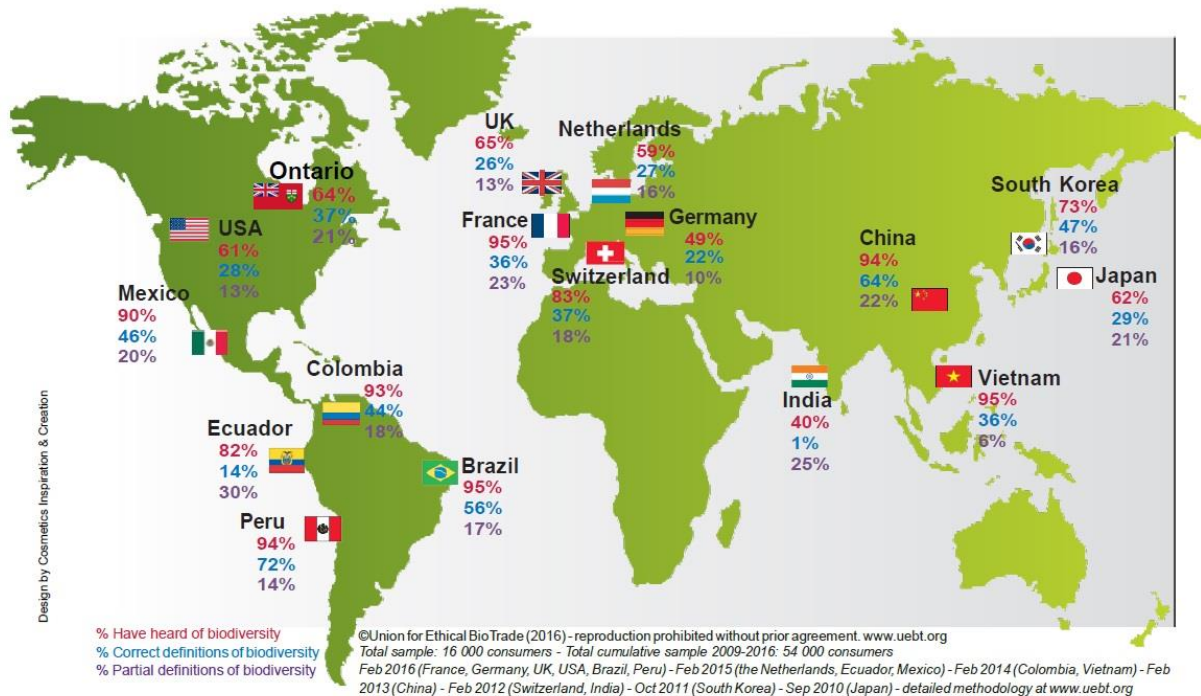 UK
65%
26%
13%
Netherlands
59%
27%
16%
Ontario
64%
37%
21%
USA
61%
28%
13%
France
95%
36%
23%
Germany
49%
22%
10%
Switzerland
83%
37%
18%
South Korea
73%
47%
16%
China
94%
64%
22%
Japan
62%
29%
21%
Mexico
90%
46%
20%
Colombia
93%
44%
18%
India
40%
1%
25%
Vietnam
95%
36%
6%
Ecuador
82%
14%
30%
Brazil
95%
56%
17%
Peru
94%
72%
14%
Design by Cosmetics Inspiration & Creation
% Have heard of biodiversity
% Correct definitions of biodiversity
% Partial definitions of biodiversity
©Union for Ethical BioTrade (2016) - reproduction prohibited without prior agreement. www.uebt.org
Total sample: 16 000 consumers - Total cumulative sample 2009-2016: 54 000 consumers
Feb 2016 (France, Germany, UK, USA, Brazil, Peru) - Feb 2015 (the Netherlands, Ecuador, Mexico) - Feb 2014 (Colombia, Vietnam) - Feb
2013 (China) - Feb 2012 (Switzerland, India) - Oct 2011 (South Korea) - Sep 2010 (Japan) - detailed methodology at www.uebt.org